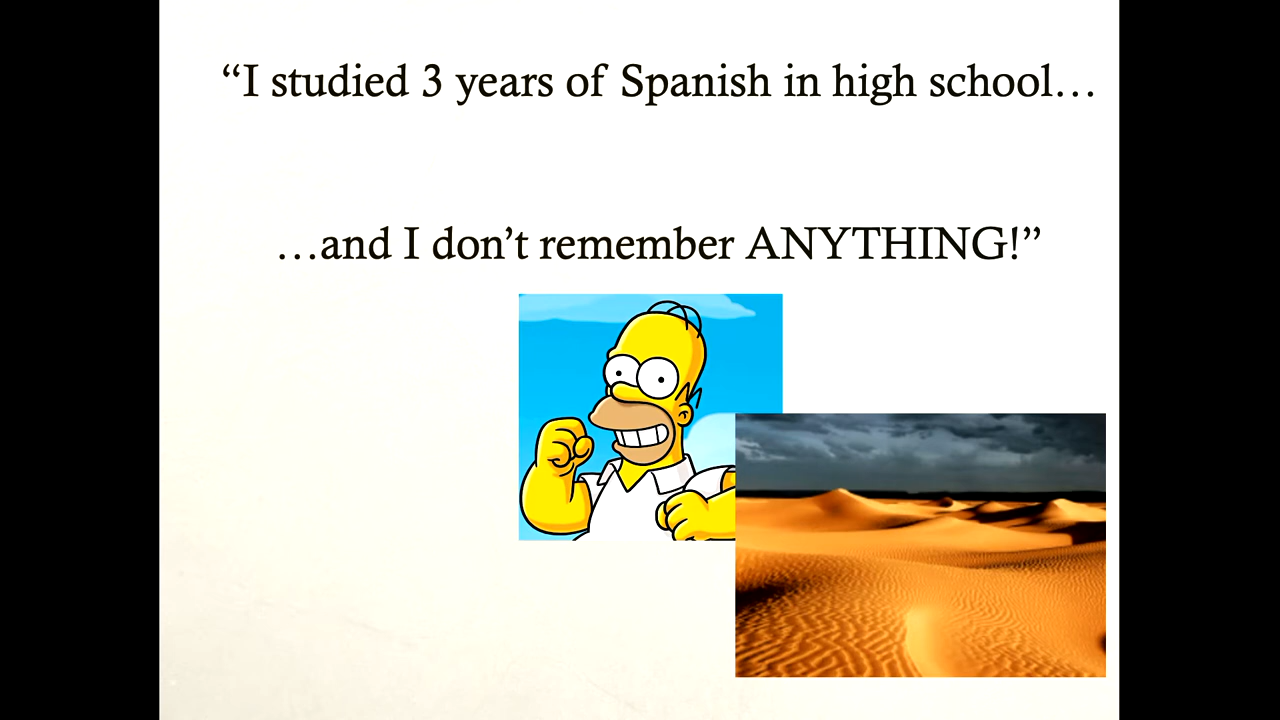 “I studied 3 years of Spanish in high school…
…and I don’t remember ANYTHING!”